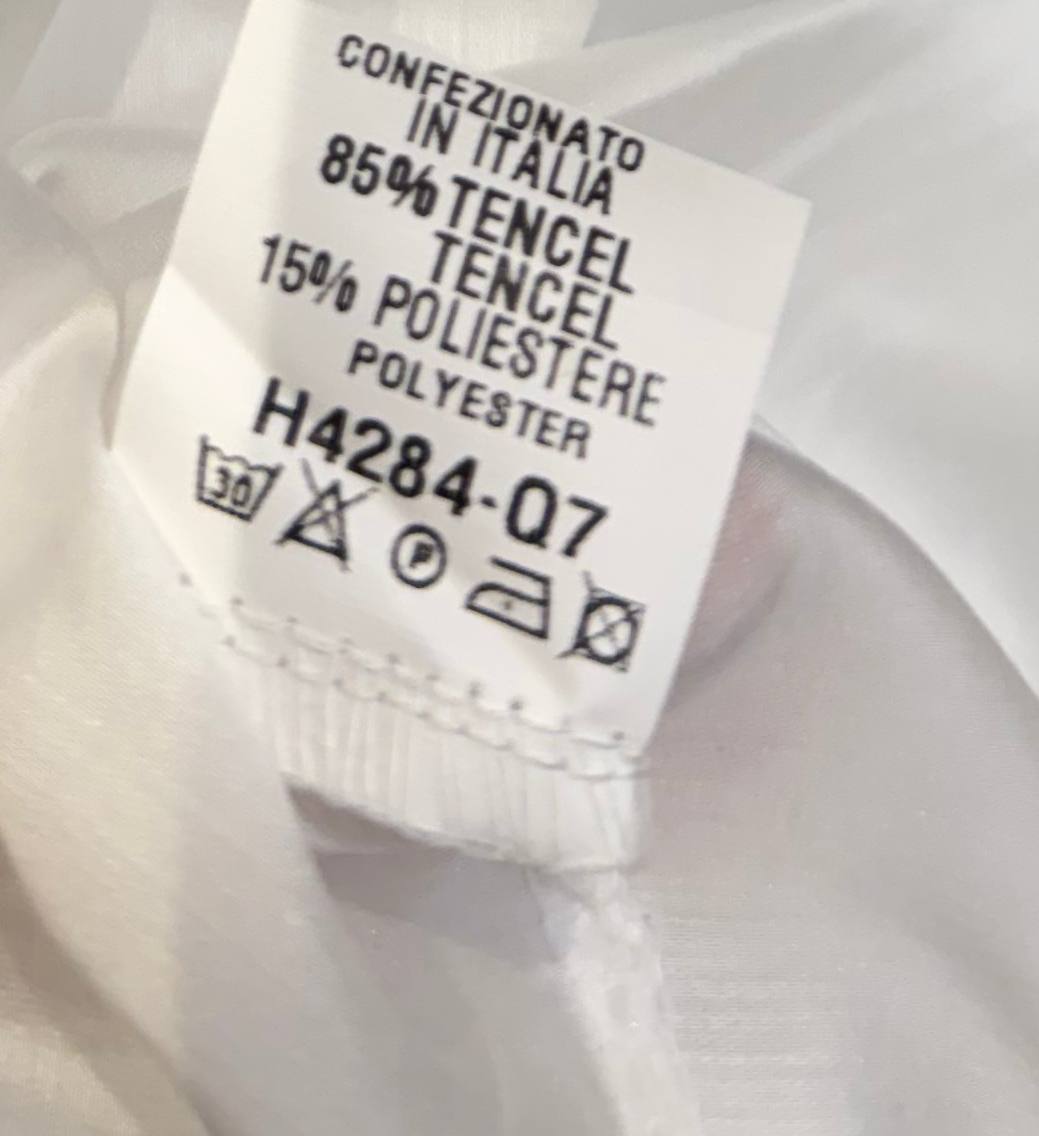 CONFEZIONATO
IN ITALIA
85% TENCEL
TENCEL
15% POLIESTERE
POLYESTER
H4284-Q7
30
F